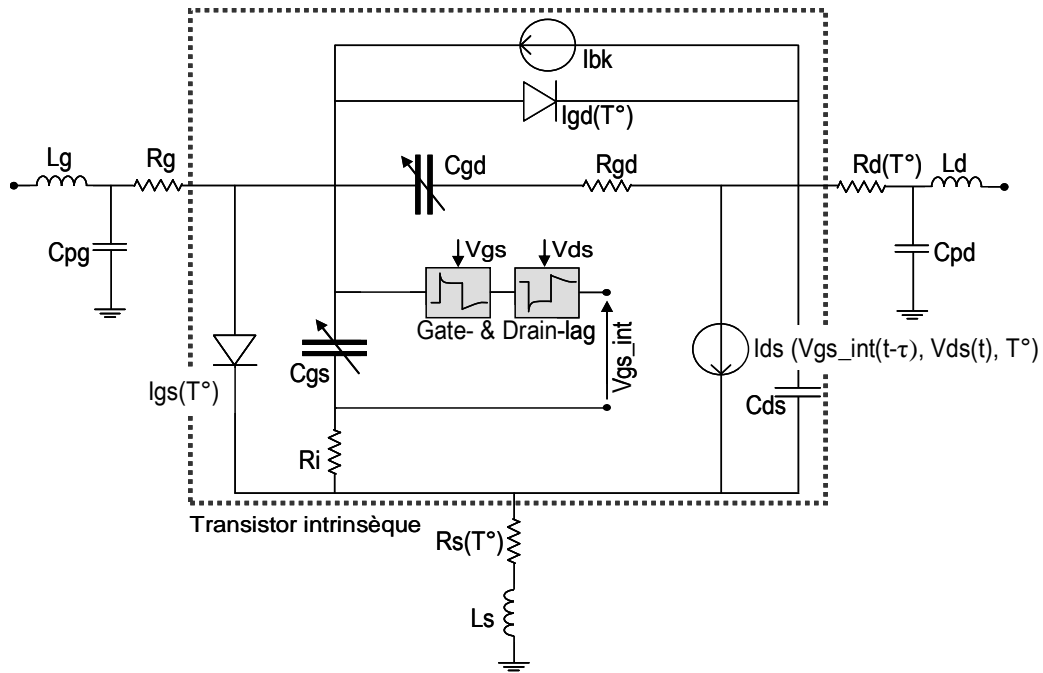 Ibk
Igd(T°)
Lg
Rg
Cgd
Rgd
Rd(T°)
Ld
Cpg
Vgs
Vds
Cpd
Gate- & Drain-lag
Vgs_int
Ids (Vgs_int(t-τ), Vds(t), T°)
Igs(T°)
Cgs
Cds
Ri
Transistor intrinsèque
Rs(T°)
Ls